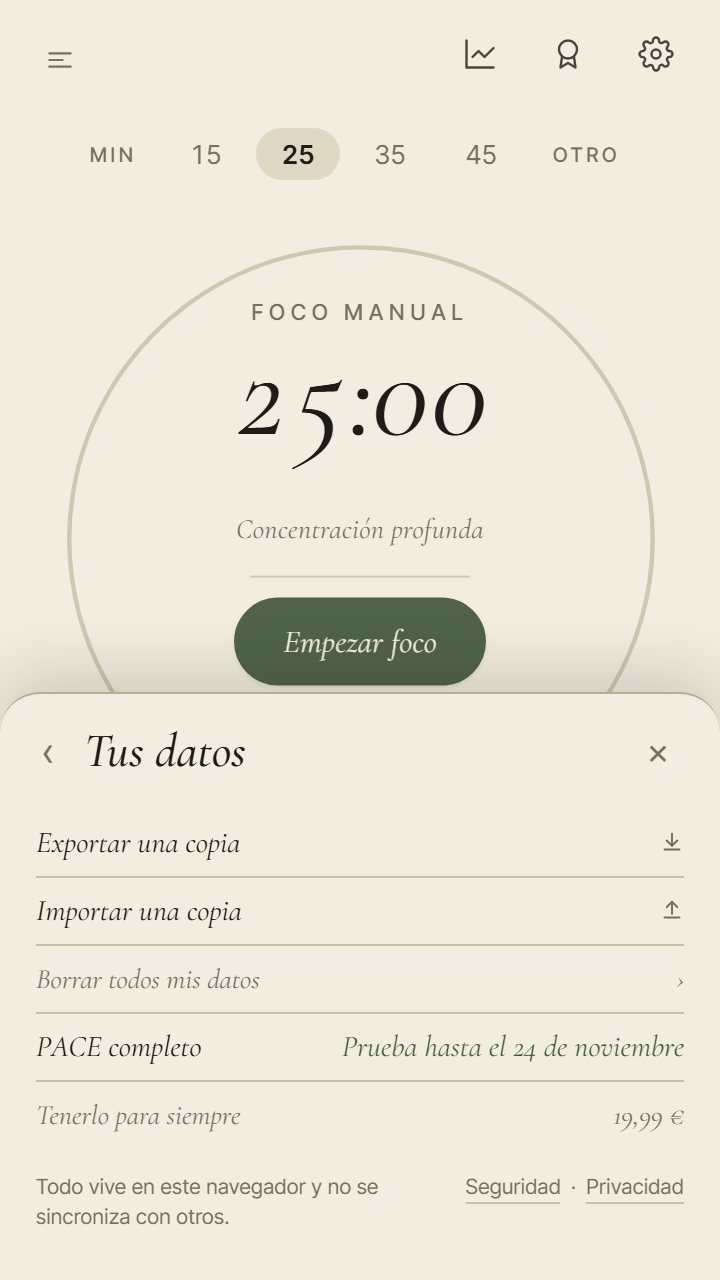 MIN 15 25 35 45 OTRO
FOCO MANUAL
25:00
Concentración profunda
Empezar foco
Tus datos
Exportar una copia
Importar una copia
Borrar todos mis datos
PACE completo Prueba hasta el 24 de noviembre
Tenerlo para siempre 19,99 €
Todo vive en este navegador y no se
sincroniza con otros.
Seguridad · Privacidad